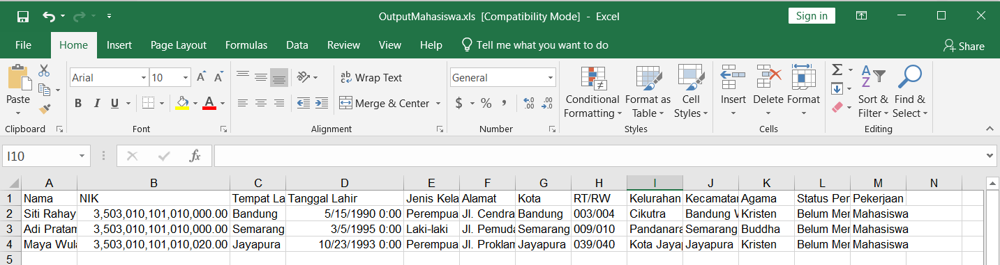 OutputMahasiswa.xls [Compatibility Mode] - Excel
Sign in
File Home Insert Page Layout Formulas Data Review View Help Tell me what you want to do Share
Paste
Clipboard
Arial 10 A A
B I U A
Font
ab Wrap Text
Merge & Center
Alignment
General
$ % , .0 .00 .00 .0
Number
Conditional Formatting
Format as Table
Cell Styles
Styles
Insert Delete Format
Cells
Σ
A Z Sort & Filter
Find & Select
Editing
I10 fx
A B C D E F G H I J K L M N
1 Nama NIK Tempat La Tanggal Lahir Jenis Kela Alamat Kota RT/RW Kelurahan Kecamatan Agama Status Per Pekerjaan
2 Siti Rahay 3,503,010,101,010,000.00 Bandung 5/15/1990 0:00 Perempua Jl. Cendra Bandung 003/004 Cikutra Bandung W Kristen Belum Mer Mahasiswa
3 Adi Pratam 3,503,010,101,010,000.00 Semarang 3/5/1995 0:00 Laki-laki Jl. Pemuda Semarang 009/010 Pandanara Semarang Buddha Belum Mer Mahasiswa
4 Maya Wula 3,503,010,101,010,020.00 Jayapura 10/23/1993 0:00 Perempua Jl. Proklam Jayapura 039/040 Kota Jayap Jayapura Kristen Belum Mer Mahasiswa
5